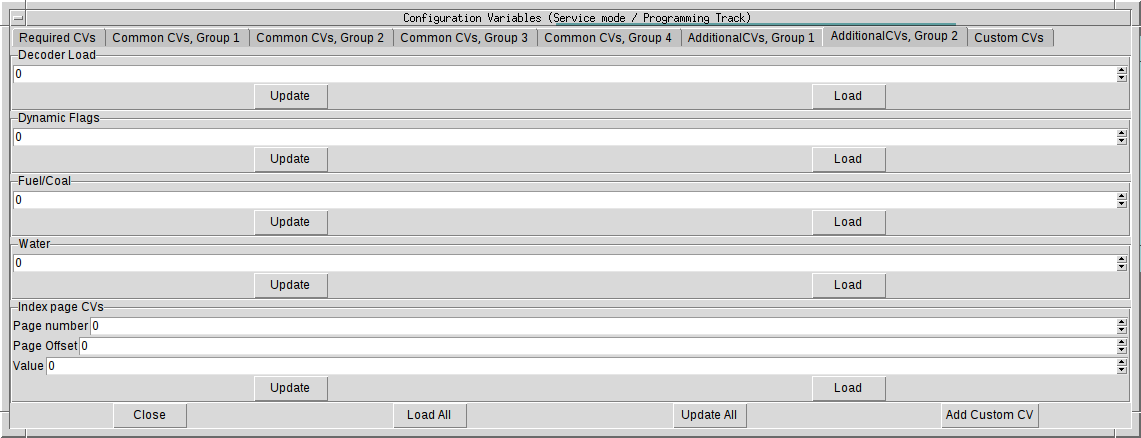 Configuration Variables (Service mode / Programming Track)
Required CVs Common CVs, Group 1 Common CVs, Group 2 Common CVs, Group 3 Common CVs, Group 4 AdditionalCVs, Group 1 AdditionalCVs, Group 2 Custom CVs
Decoder Load
0
Update Load
Dynamic Flags
0
Update Load
Fuel/Coal
0
Update Load
Water
0
Update Load
Index page CVs
Page number 0
Page Offset 0
Value 0
Update Load
Close Load All Update All Add Custom CV